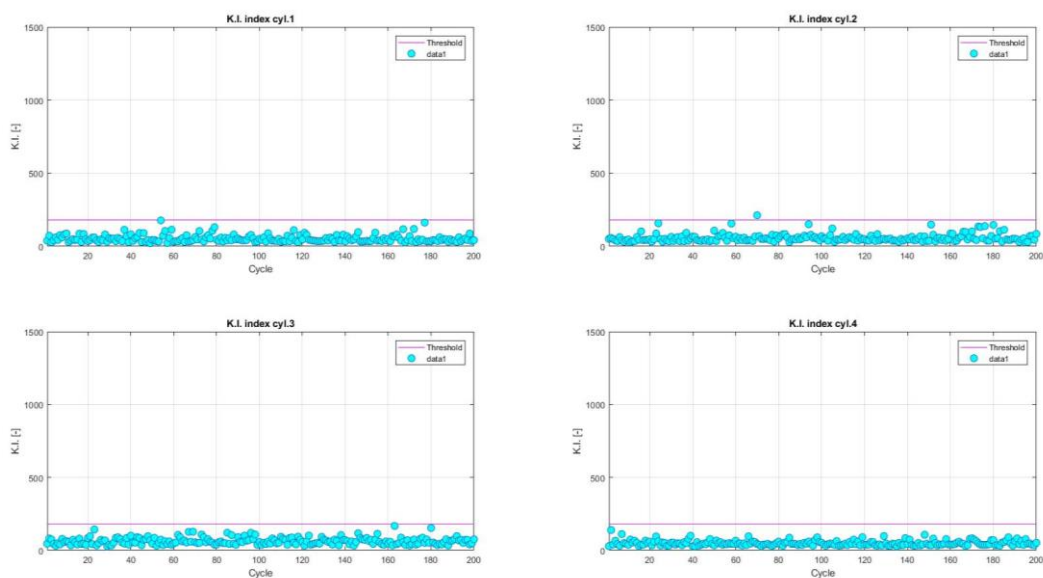 K.I. index cyl.1
1500
1000
500
0
K.I. [-]
20 40 60 80 100 120 140 160 180 200
Cycle
Threshold
data1
K.I. index cyl.2
1500
1000
500
0
K.I. [-]
20 40 60 80 100 120 140 160 180 200
Cycle
Threshold
data1
K.I. index cyl.3
1500
1000
500
0
K.I. [-]
20 40 60 80 100 120 140 160 180 200
Cycle
Threshold
data1
K.I. index cyl.4
1500
1000
500
0
K.I. [-]
20 40 60 80 100 120 140 160 180 200
Cycle
Threshold
data1